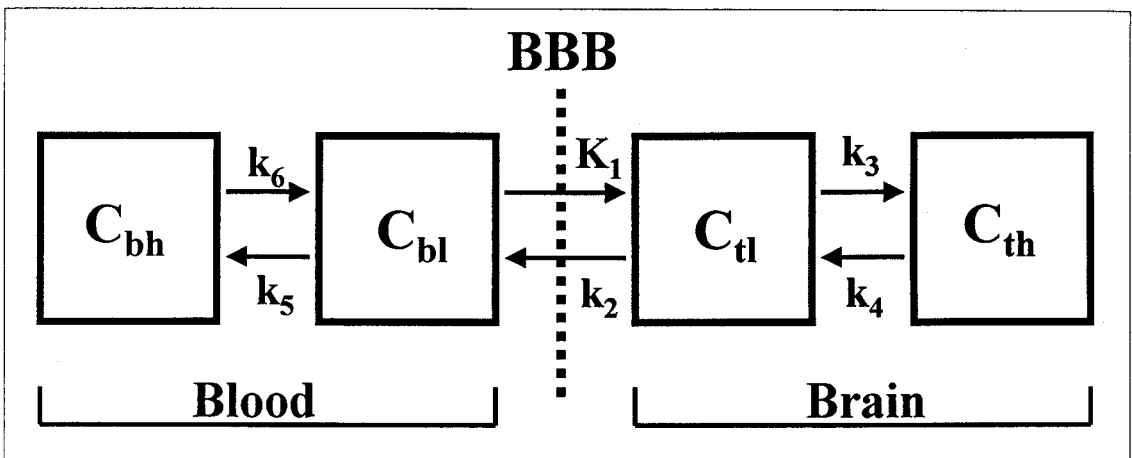 BBB
k6 K1 k3
Cbh Cbl Ctl Cth
k5 k2 k4
Blood Brain